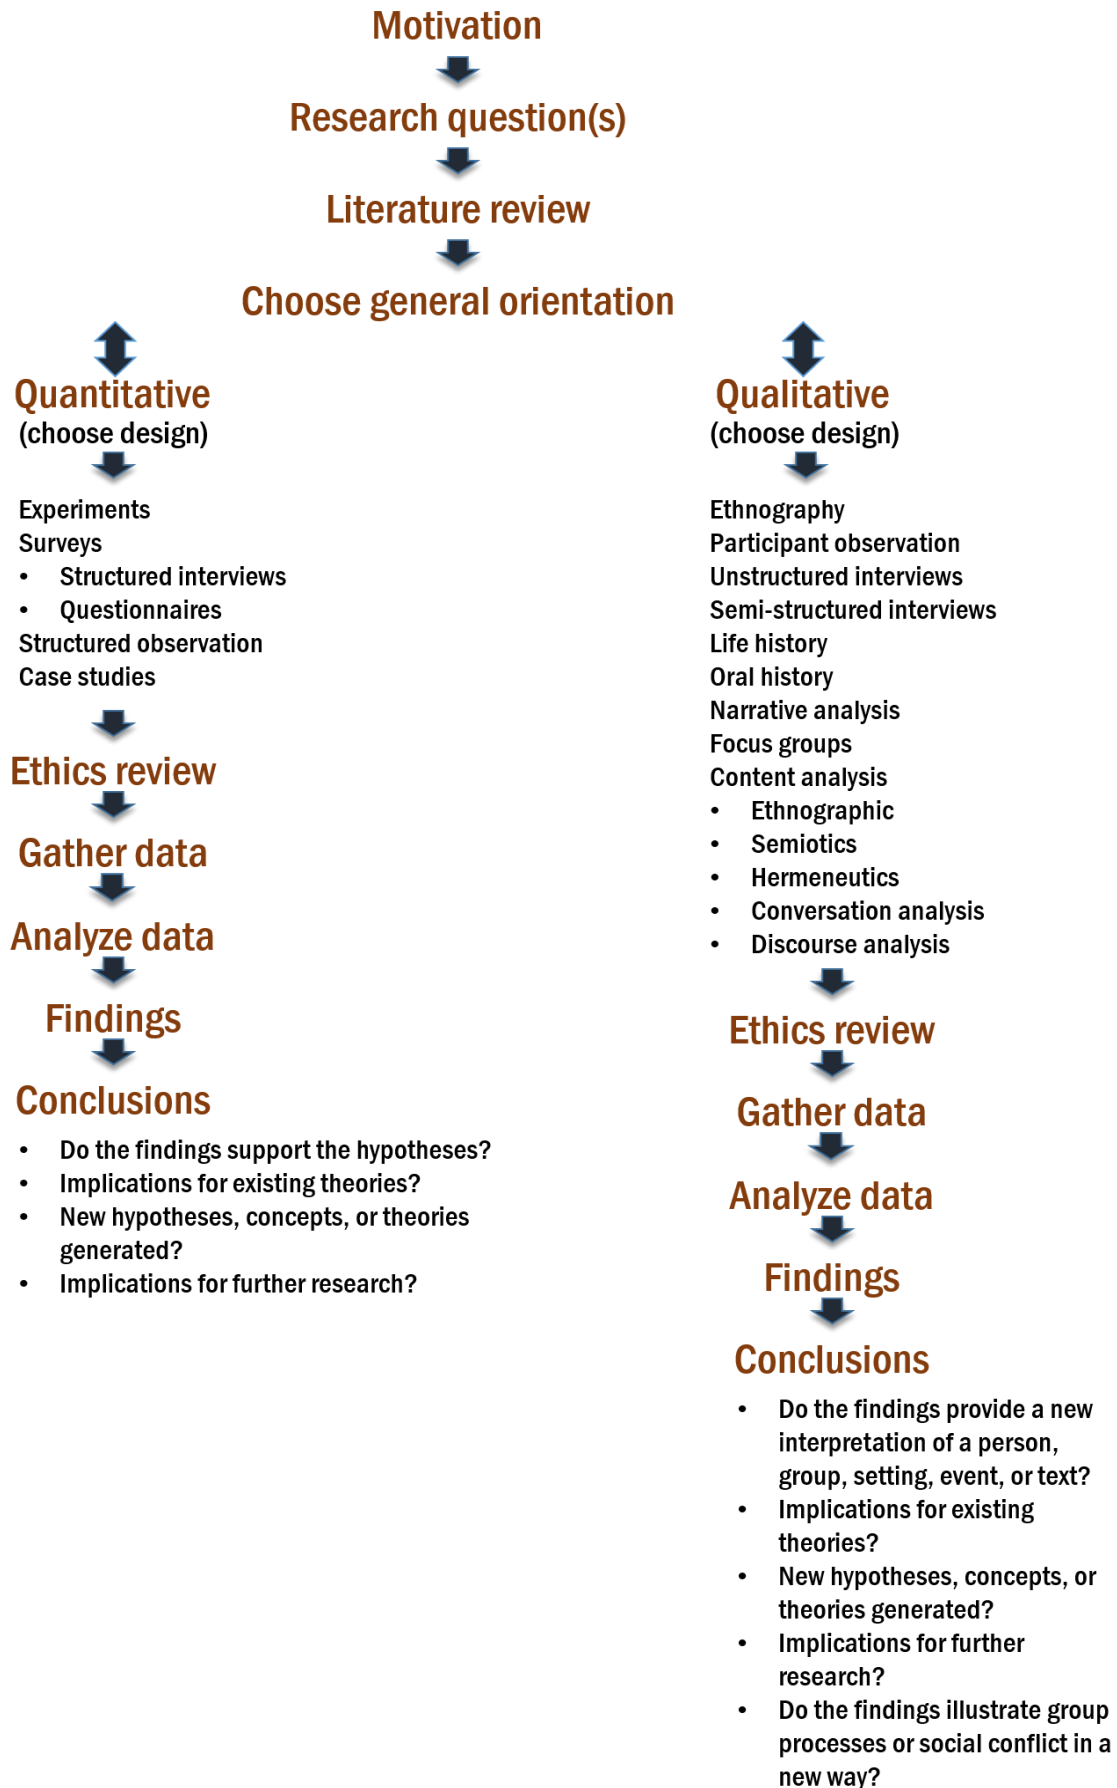 Motivation
Research question(s)
Literature review
Choose general orientation
Quantitative
(choose design)
Experiments
Surveys
• Structured interviews
• Questionnaires
Structured observation
Case studies
Ethics review
Gather data
Analyze data
Findings
Conclusions
• Do the findings support the hypotheses?
• Implications for existing theories?
• New hypotheses, concepts, or theories
generated?
• Implications for further research?
Qualitative
(choose design)
Ethnography
Participant observation
Unstructured interviews
Semi-structured interviews
Life history
Oral history
Narrative analysis
Focus groups
Content analysis
• Ethnographic
• Semiotics
• Hermeneutics
• Conversation analysis
• Discourse analysis
Ethics review
Gather data
Analyze data
Findings
Conclusions
• Do the findings provide a new
interpretation of a person,
group, setting, event, or text?
• Implications for existing
theories?
• New hypotheses, concepts, or
theories generated?
• Implications for further
research?
• Do the findings illustrate group
processes or social conflict in a
new way?